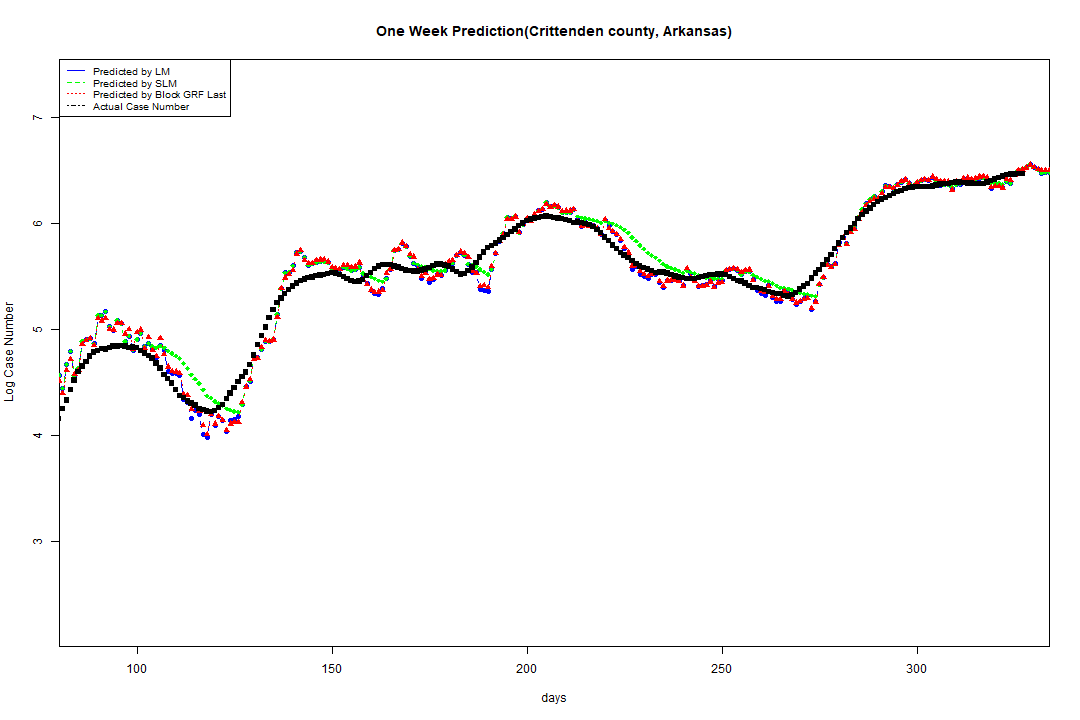 One Week Prediction(Crittenden county, Arkansas)
Predicted by LM
Predicted by SLM
Predicted by Block GRF Last
Actual Case Number
Log Case Number
7
6
5
4
3
100 150 200 250 300
days